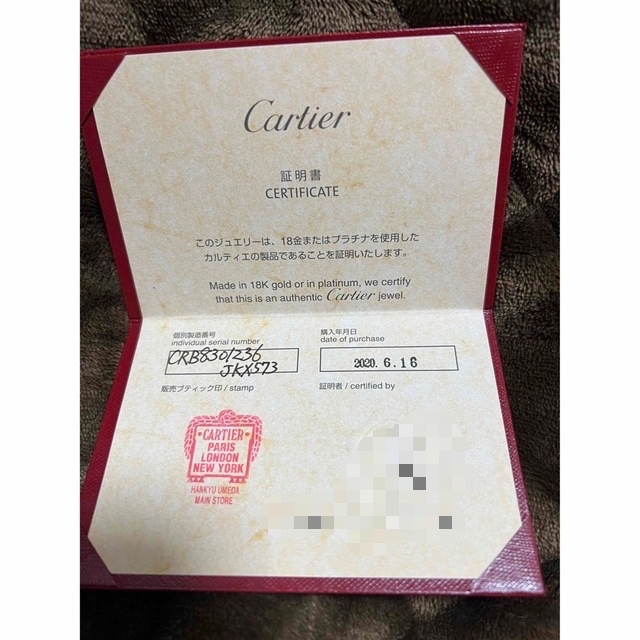 Cartier
証明書
CERTIFICATE
このジュエリーは、18金またはプラチナを使用した
カルティエの製品であることを証明いたします。
Made in 18K gold or in platinum, we certify
that this is an authentic Cartier jewel.
個別製造番号
individual serial number
CRB8301236
JKX573
購入年月日
date of purchase
2020. 6. 16
販売ブティック印 / stamp
証明者 / certified by
CARTIER
PARIS
LONDON
NEW YORK
HANKYU UMEDA
MAIN STORE